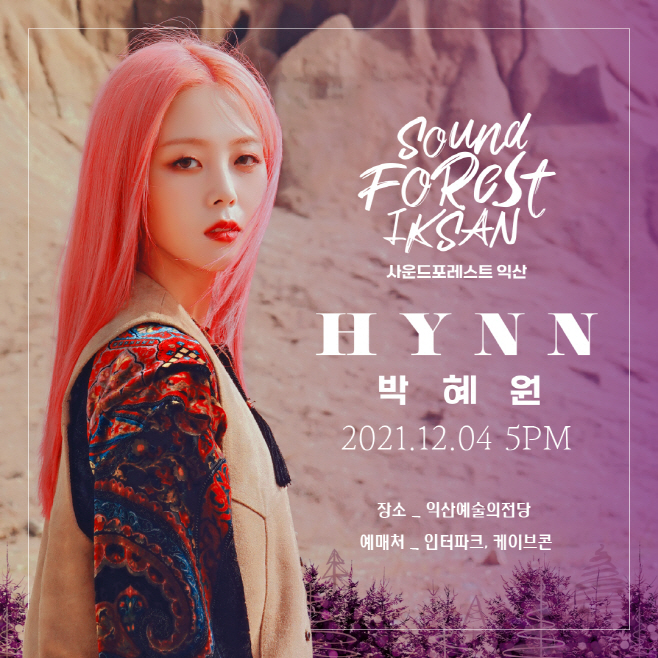 Sound
FOREST
IKSAN
사운드포레스트 익산
HYNN
박혜원
2021.12.04 5PM
장소 _ 익산예술의전당
예매처 _ 인터파크, 케이브콘